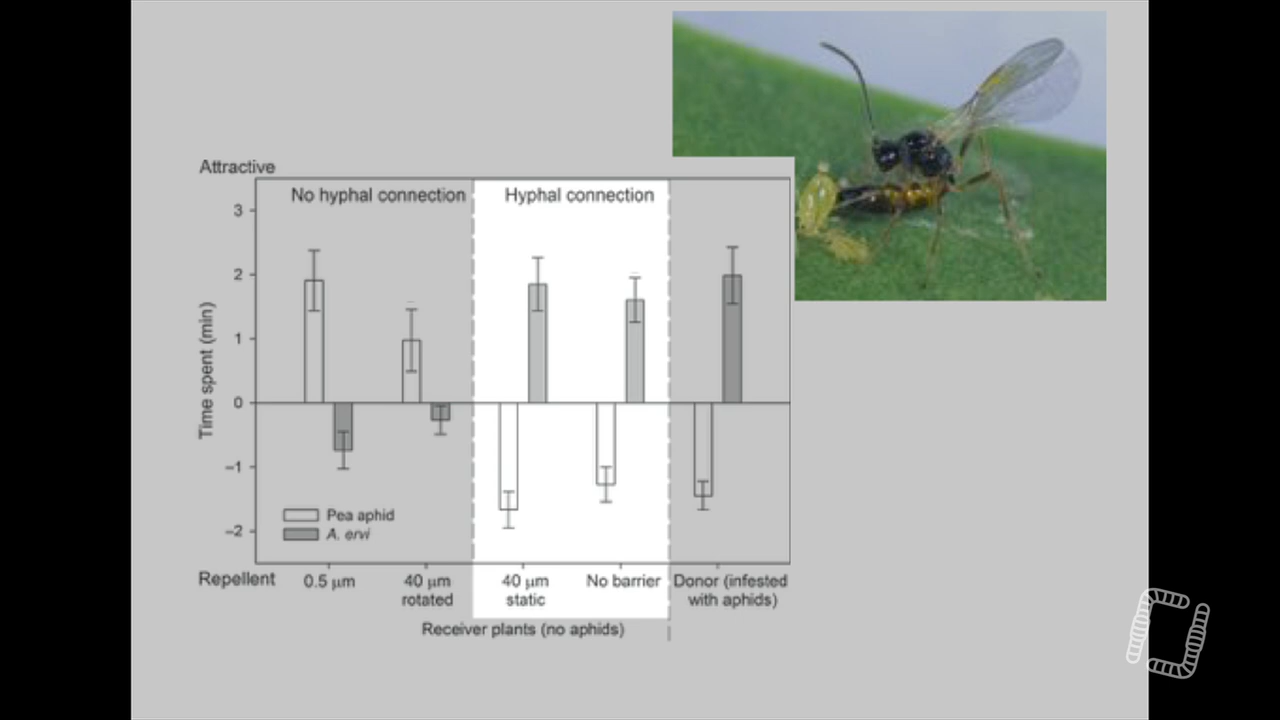 Attractive
No hyphal connection
Hyphal connection
3
2
1
0
–1
–2
Time spent (min)
Pea aphid
A. ervi
Repellent
0.5 μm
40 μm
rotated
40 μm
static
No barrier
Donor (infested
with aphids)
Receiver plants (no aphids)